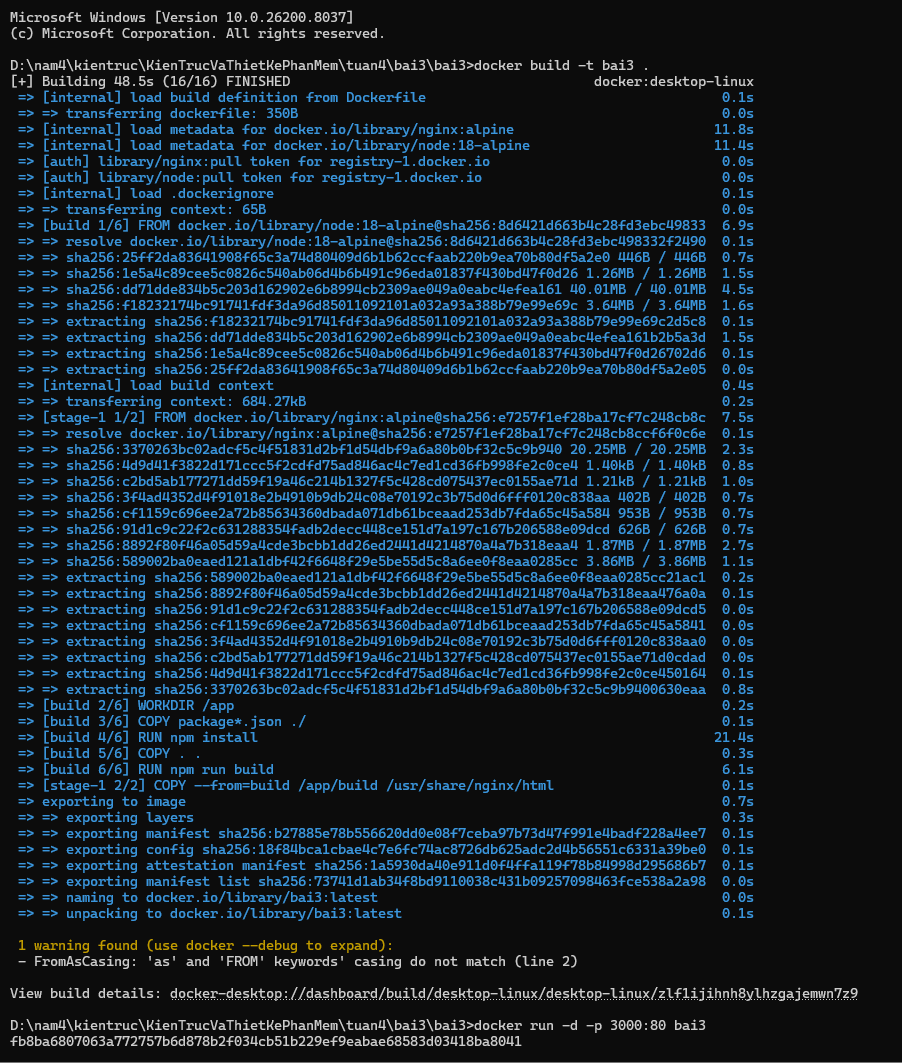 Microsoft Windows [Version 10.0.26200.8037]
(c) Microsoft Corporation. All rights reserved.
D:\nam4\kientruc\KienTrucVaThietKePhanMem\tuan4\bai3\bai3>docker build -t bai3 .
[+] Building 48.5s (16/16) FINISHED docker:desktop-linux
=> [internal] load build definition from Dockerfile 0.1s
=> => transferring dockerfile: 350B 0.0s
=> [internal] load metadata for docker.io/library/nginx:alpine 11.8s
=> [internal] load metadata for docker.io/library/node:18-alpine 11.4s
=> [auth] library/nginx:pull token for registry-1.docker.io 0.0s
=> [auth] library/node:pull token for registry-1.docker.io 0.0s
=> [internal] load .dockerignore 0.1s
=> => transferring context: 65B 0.0s
=> [build 1/6] FROM docker.io/library/node:18-alpine@sha256:8d6421d663b4c28fd3ebc49833 6.9s
=> => resolve docker.io/library/node:18-alpine@sha256:8d6421d663b4c28fd3ebc498332f2490 0.1s
=> => sha256:25ff2da83641908f65c3a74d80409d6b1b62ccfaab220b9ea70b80df5a2e0 446B / 446B 0.7s
=> => sha256:1e5a4c89cee5c0826c540ab06d4b6b491c96eda01837f430bd47f0d26 1.26MB / 1.26MB 1.5s
=> => sha256:dd71dde834b5c203d162902e6b8994cb2309ae049a0eabc4efea161 40.01MB / 40.01MB 4.5s
=> => sha256:f18232174bc91741fdf3da96d85011092101a032a93a388b79e99e69c 3.64MB / 3.64MB 1.6s
=> => extracting sha256:f18232174bc91741fdf3da96d85011092101a032a93a388b79e99e69c2d5c8 0.1s
=> => extracting sha256:dd71dde834b5c203d162902e6b8994cb2309ae049a0eabc4efea161b2b5a3d 1.5s
=> => extracting sha256:1e5a4c89cee5c0826c540ab06d4b6b491c96eda01837f430bd47f0d26702d6 0.1s
=> => extracting sha256:25ff2da83641908f65c3a74d80409d6b1b62ccfaab220b9ea70b80df5a2e05 0.0s
=> [internal] load build context 0.4s
=> => transferring context: 684.27kB 0.2s
=> [stage-1 1/2] FROM docker.io/library/nginx:alpine@sha256:e7257f1ef28ba17cf7c248cb8c 7.5s
=> => resolve docker.io/library/nginx:alpine@sha256:e7257f1ef28ba17cf7c248cb8ccf6f0c6e 0.1s
=> => sha256:3370263bc02adcf5c4f51831d2bf1d54dbf9a6a80b0bf32c5c9b940 20.25MB / 20.25MB 2.3s
=> => sha256:4d9d41f3822d171ccc5f2cdfd75ad846ac4c7ed1cd36fb998fe2c0ce4 1.40kB / 1.40kB 0.8s
=> => sha256:c2bd5ab177271dd59f19a46c214b1327f5c428cd075437ec0155ae71d 1.21kB / 1.21kB 1.0s
=> => sha256:3f4ad4352d4f91018e2b4910b9db24c08e70192c3b75d0d6fff0120c838aa 402B / 402B 0.7s
=> => sha256:cf1159c696ee2a72b85634360dbada071db61bceaad253db7fda65c45a584 953B / 953B 0.7s
=> => sha256:91d1c9c22f2c631288354fadb2decc448ce151d7a197c167b206588e09dcd 626B / 626B 0.7s
=> => sha256:8892f80f46a05d59a4cde3bcbb1dd26ed2441d4214870a4a7b318eaa4 1.87MB / 1.87MB 2.7s
=> => sha256:589002ba0eaed121a1dbf42f6648f29e5be55d5c8a6ee0f8eaa0285cc 3.86MB / 3.86MB 1.1s
=> => extracting sha256:589002ba0eaed121a1dbf42f6648f29e5be55d5c8a6ee0f8eaa0285cc21ac1 0.2s
=> => extracting sha256:8892f80f46a05d59a4cde3bcbb1dd26ed2441d4214870a4a7b318eaa476a0a 0.1s
=> => extracting sha256:91d1c9c22f2c631288354fadb2decc448ce151d7a197c167b206588e09dcd5 0.0s
=> => extracting sha256:cf1159c696ee2a72b85634360dbada071db61bceaad253db7fda65c45a5841 0.0s
=> => extracting sha256:3f4ad4352d4f91018e2b4910b9db24c08e70192c3b75d0d6fff0120c838aa0 0.0s
=> => extracting sha256:c2bd5ab177271dd59f19a46c214b1327f5c428cd075437ec0155ae71d0cdad 0.0s
=> => extracting sha256:4d9d41f3822d171ccc5f2cdfd75ad846ac4c7ed1cd36fb998fe2c0ce450164 0.1s
=> => extracting sha256:3370263bc02adcf5c4f51831d2bf1d54dbf9a6a80b0bf32c5c9b9400630eaa 0.8s
=> [build 2/6] WORKDIR /app 0.2s
=> [build 3/6] COPY package*.json ./ 0.1s
=> [build 4/6] RUN npm install 21.4s
=> [build 5/6] COPY . . 0.3s
=> [build 6/6] RUN npm run build 6.1s
=> [stage-1 2/2] COPY --from=build /app/build /usr/share/nginx/html 0.1s
=> exporting to image 0.7s
=> => exporting layers 0.3s
=> => exporting manifest sha256:b27885e78b556620dd0e08f7ceba97b73d47f991e4badf228a4ee7 0.1s
=> => exporting config sha256:18f84bca1cbae4c7e6fc74ac8726db625adc2d4b56551c6331a39be0 0.1s
=> => exporting attestation manifest sha256:1a5930da40e911d0f4ffa119f78b84998d295686b7 0.1s
=> => exporting manifest list sha256:73741d1ab34f8bd9110038c431b09257098463fce538a2a98 0.0s
=> => naming to docker.io/library/bai3:latest 0.0s
=> => unpacking to docker.io/library/bai3:latest 0.1s
1 warning found (use docker --debug to expand):
- FromAsCasing: 'as' and 'FROM' keywords' casing do not match (line 2)
View build details: docker-desktop://dashboard/build/desktop-linux/desktop-linux/zlf1ijihnh8ylhzgajemwn7z9
D:\nam4\kientruc\KienTrucVaThietKePhanMem\tuan4\bai3\bai3>docker run -d -p 3000:80 bai3
fb8ba6807063a772757b6d878b2f034cb51b229ef9eabae68583d03418ba8041